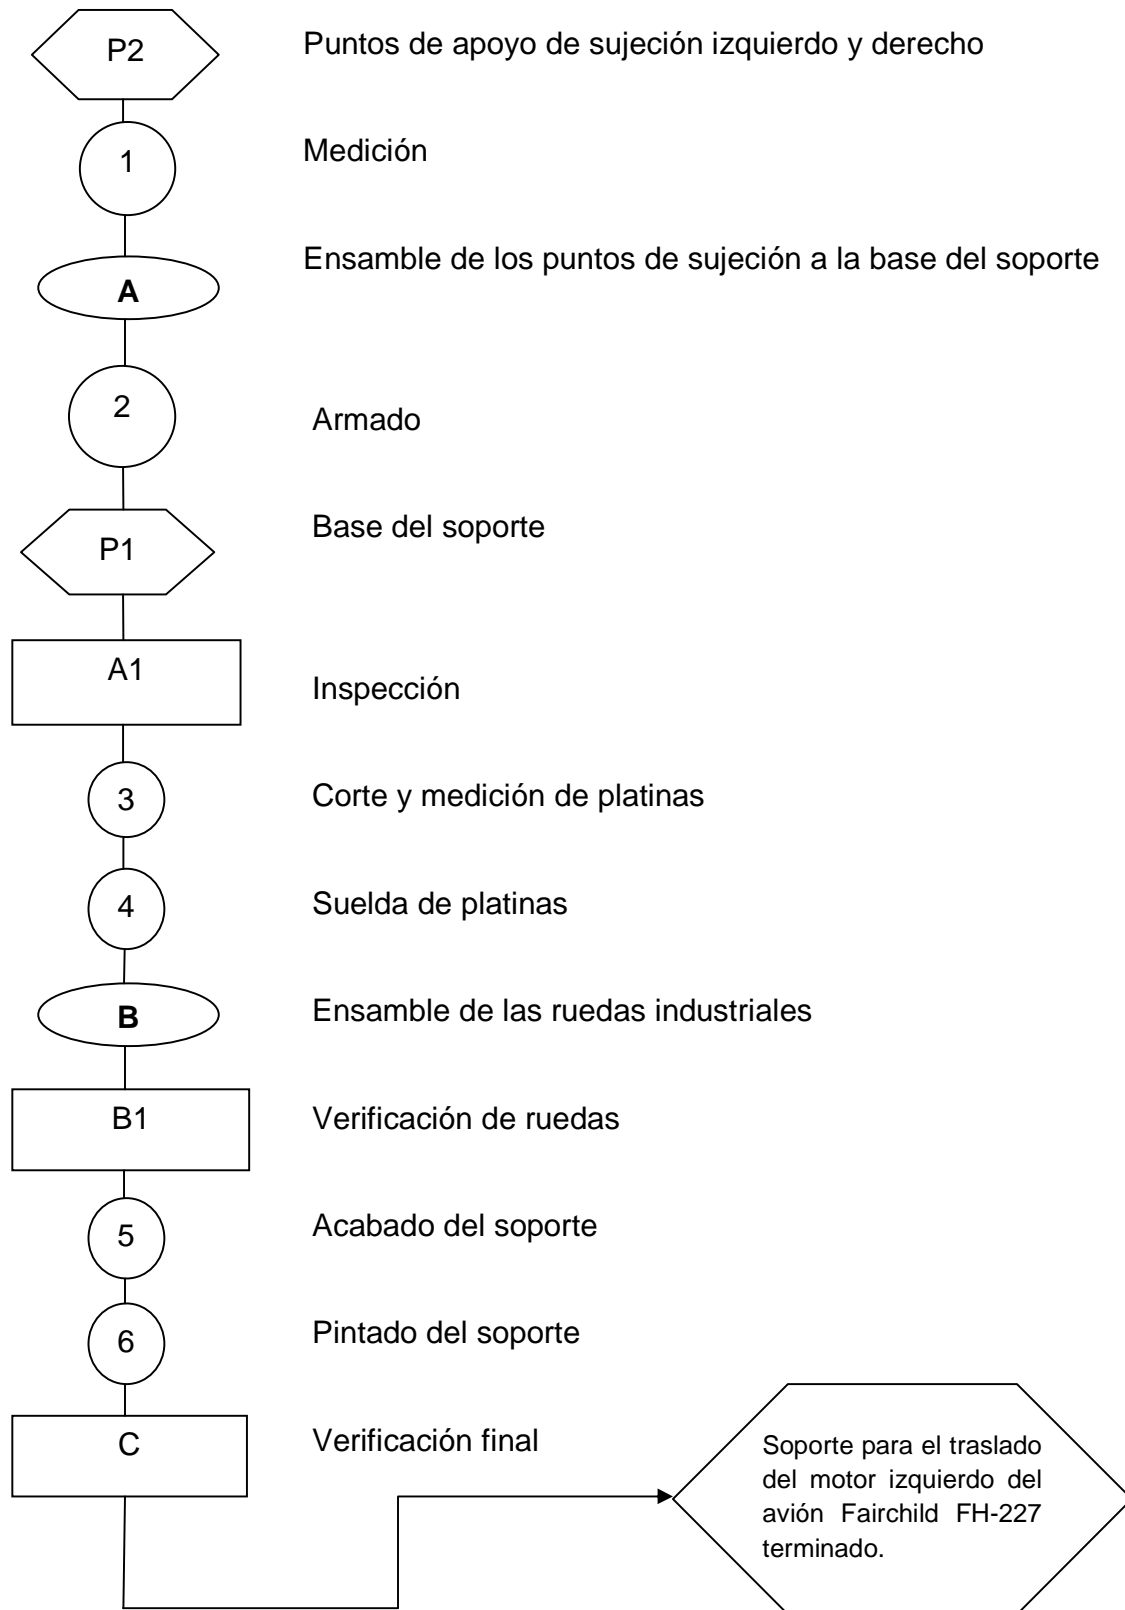 P2 Puntos de apoyo de sujeción izquierdo y derecho
1 Medición
A Ensamble de los puntos de sujeción a la base del soporte
2 Armado
P1 Base del soporte
A1 Inspección
3 Corte y medición de platinas
4 Suelda de platinas
B Ensamble de las ruedas industriales
B1 Verificación de ruedas
5 Acabado del soporte
6 Pintado del soporte
C Verificación final
Soporte para el traslado
del motor izquierdo del
avión Fairchild FH-227
terminado.